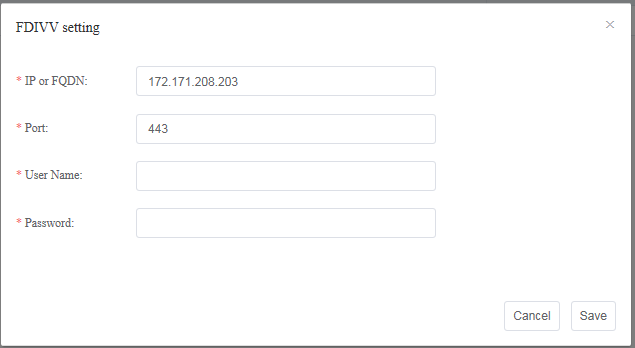 FDIVV setting
×
* IP or FQDN: 172.171.208.203
* Port: 443
* User Name:
* Password:
Cancel Save